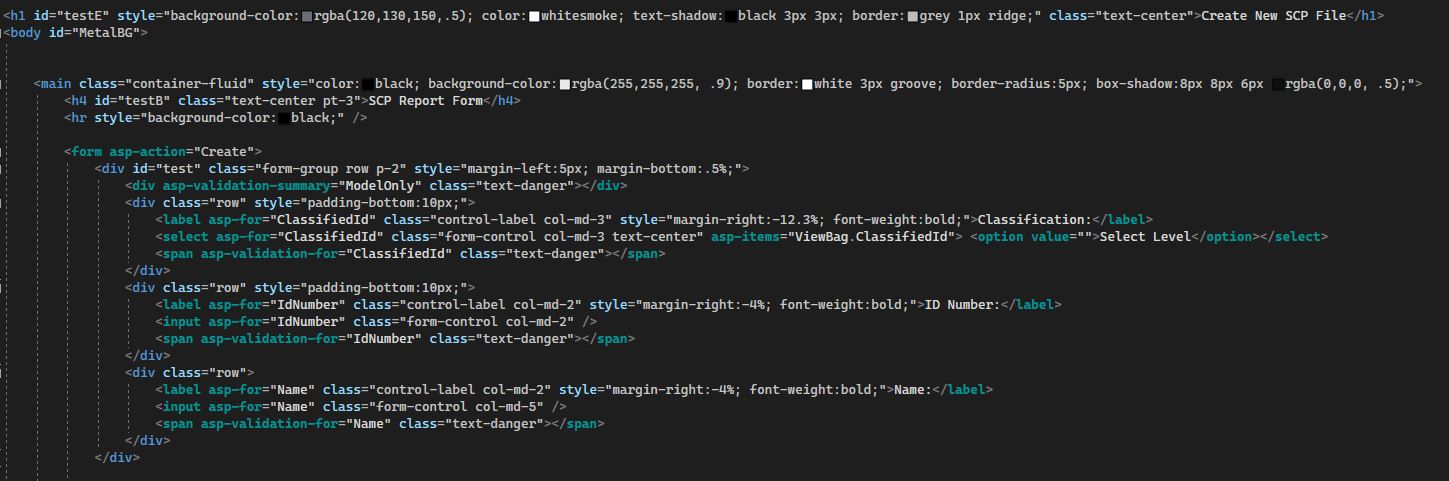 <h1 id="testE" style="background-color:rgba(120,130,150,.5); color:whitesmoke; text-shadow:black 3px 3px; border:grey 1px ridge;" class="text-center">Create New SCP File</h1>
<body id="MetalBG">
<main class="container-fluid" style="color:black; background-color:rgba(255,255,255, .9); border:white 3px groove; border-radius:5px; box-shadow:8px 8px 6px rgba(0,0,0, .5);">
<h4 id="testB" class="text-center pt-3">SCP Report Form</h4>
<hr style="background-color:black;" />
<form asp-action="Create">
<div id="test" class="form-group row p-2" style="margin-left:5px; margin-bottom:.5%;">
<div asp-validation-summary="ModelOnly" class="text-danger"></div>
<div class="row" style="padding-bottom:10px;">
<label asp-for="ClassifiedId" class="control-label col-md-3" style="margin-right:-12.3%; font-weight:bold;">Classification:</label>
<select asp-for="ClassifiedId" class="form-control col-md-3 text-center" asp-items="ViewBag.ClassifiedId"> <option value="">Select Level</option></select>
<span asp-validation-for="ClassifiedId" class="text-danger"></span>
</div>
<div class="row" style="padding-bottom:10px;">
<label asp-for="IdNumber" class="control-label col-md-2" style="margin-right:-4%; font-weight:bold;">ID Number:</label>
<input asp-for="IdNumber" class="form-control col-md-2" />
<span asp-validation-for="IdNumber" class="text-danger"></span>
</div>
<div class="row">
<label asp-for="Name" class="control-label col-md-2" style="margin-right:-4%; font-weight:bold;">Name:</label>
<input asp-for="Name" class="form-control col-md-5" />
<span asp-validation-for="Name" class="text-danger"></span>
</div>
</div>